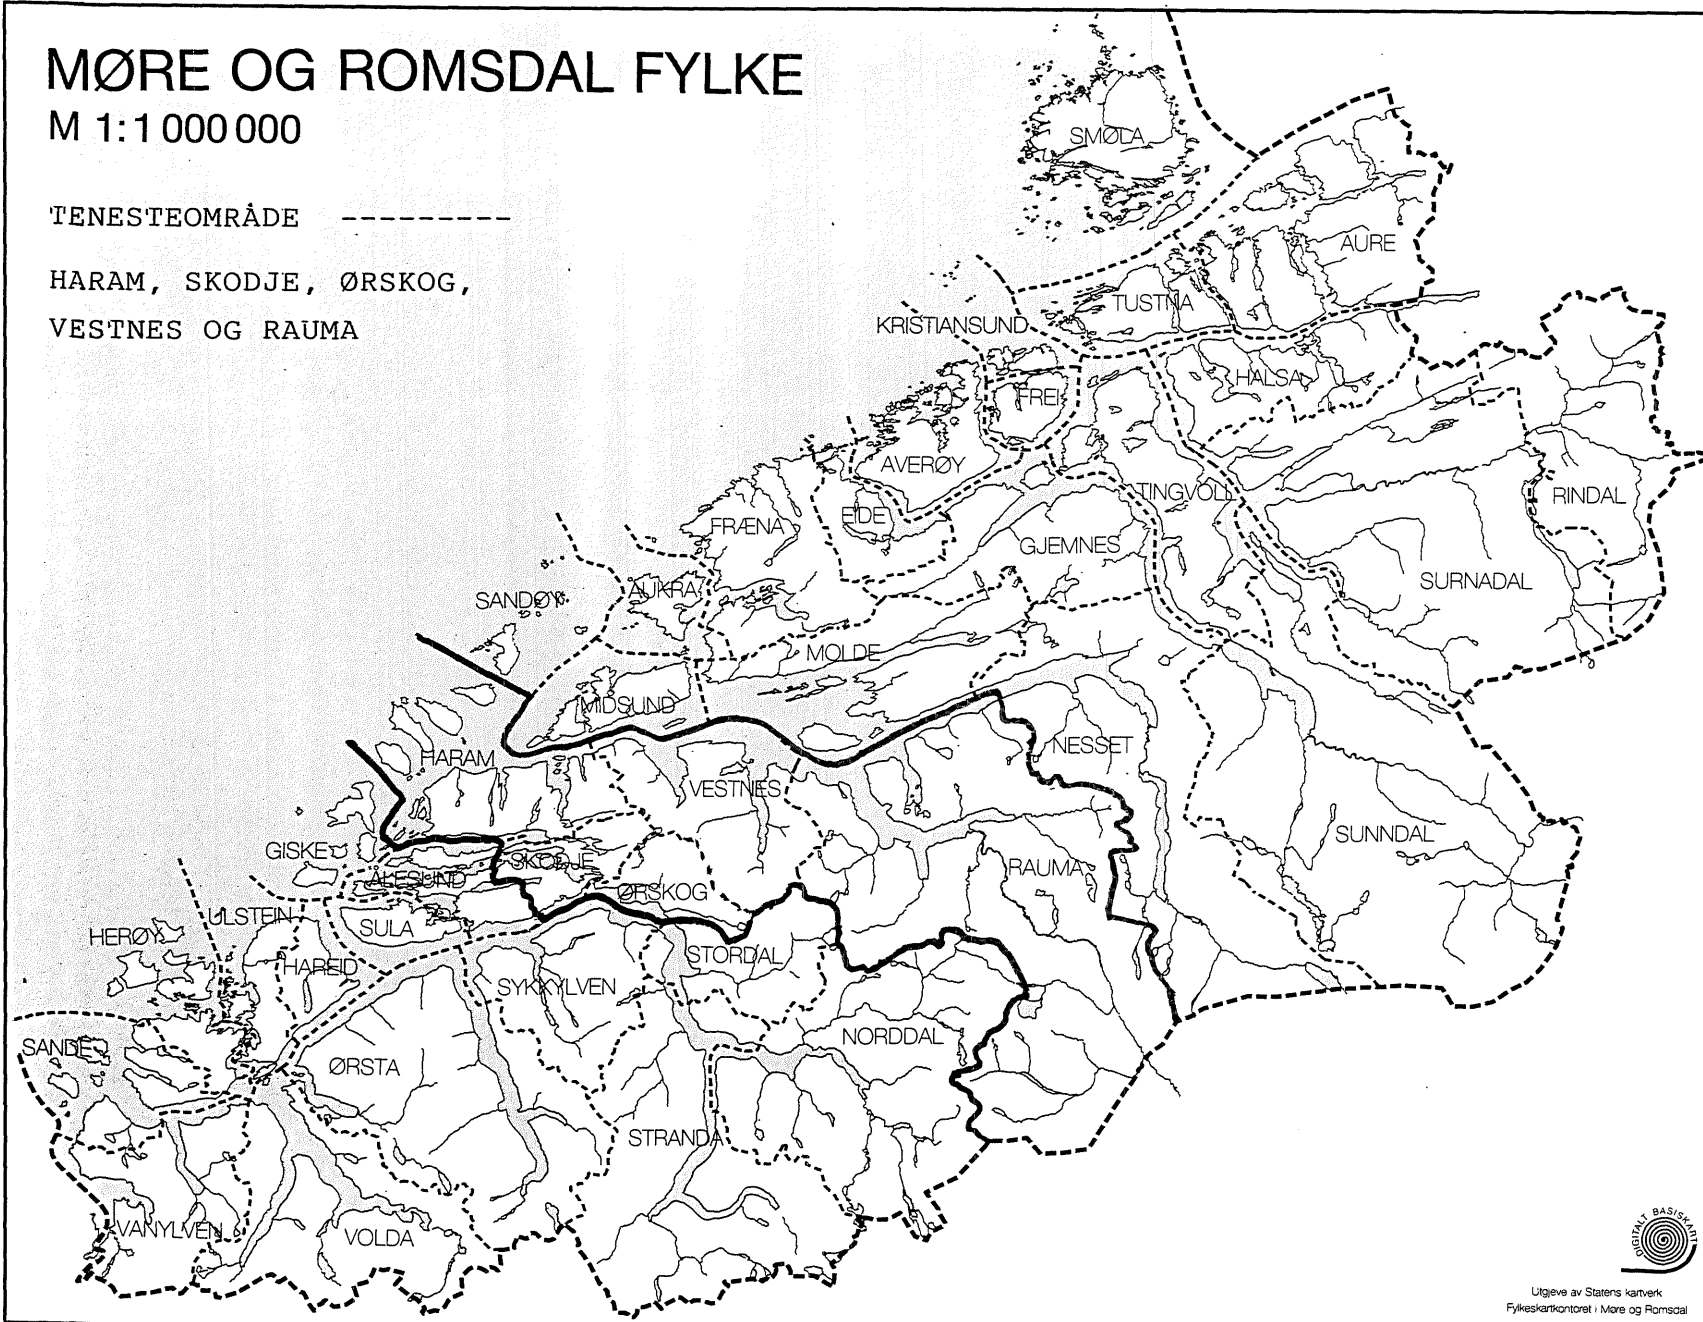 MØRE OG ROMSDAL FYLKE
M 1:1 000 000
TENESTEOMRÅDE ---------
HARAM, SKODJE, ØRSKOG,
VESTNES OG RAUMA
SMØLA
AURE
TUSTNA
KRISTIANSUND
HALSA
FREI
AVERØY
TINGVOLL
RINDAL
EIDE
FRÆNA
GJEMNES
SURNADAL
AUKRA
SANDØY
MOLDE
MIDSUND
NESSET
HARAM
VESTNES
SUNNDAL
GISKE
SKODJE
RAUMA
ÅLESUND
ØRSKOG
ULSTEIN
SULA
HERØY
STORDAL
HAREID
SYKKYLVEN
NORDDAL
SANDE
ØRSTA
STRANDA
VANYLVEN
VOLDA
DIGITALT BASISKART
Utgjeve av Statens kartverk
Fylkeskartkontoret i Møre og Romsdal